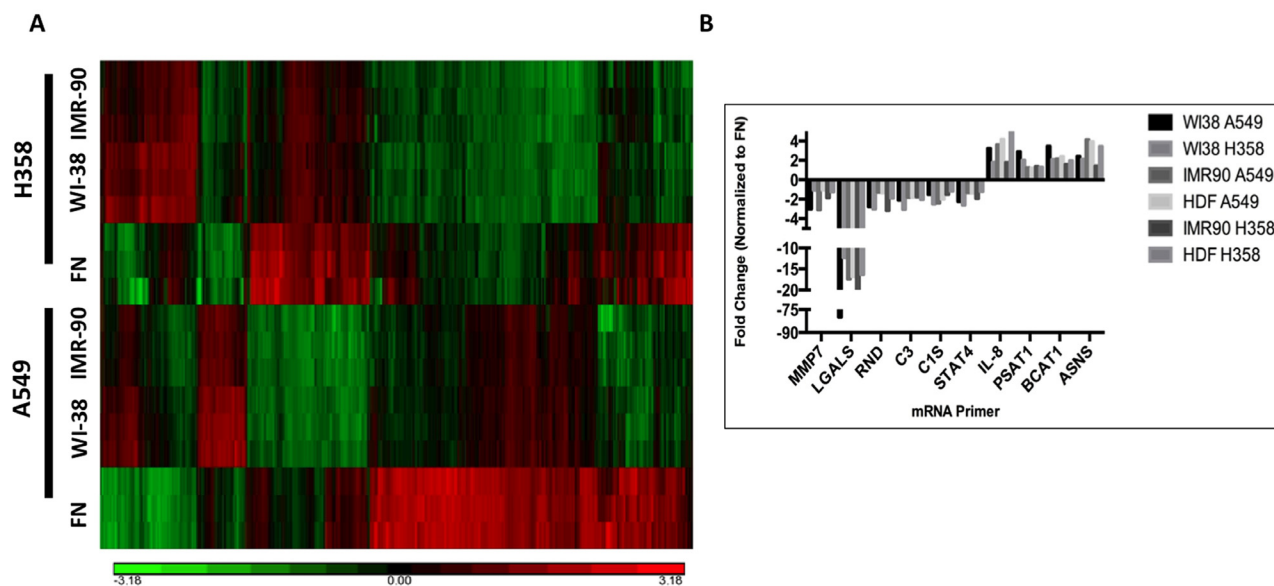 A
H358
IMR-90
WI-38
FN
A549
IMR-90
WI-38
FN
-3.18
0.00
3.18
B
Fold Change (Normalized to FN)
4
2
0
-2
-4
-10
-15
-20
-75
-90
MMP7
LGALS
RND
C3
C1S
STAT4
IL-8
PSAT1
BCAT1
ASNS
mRNA Primer
WI38 A549
WI38 H358
IMR90 A549
HDF A549
IMR90 H358
HDF H358